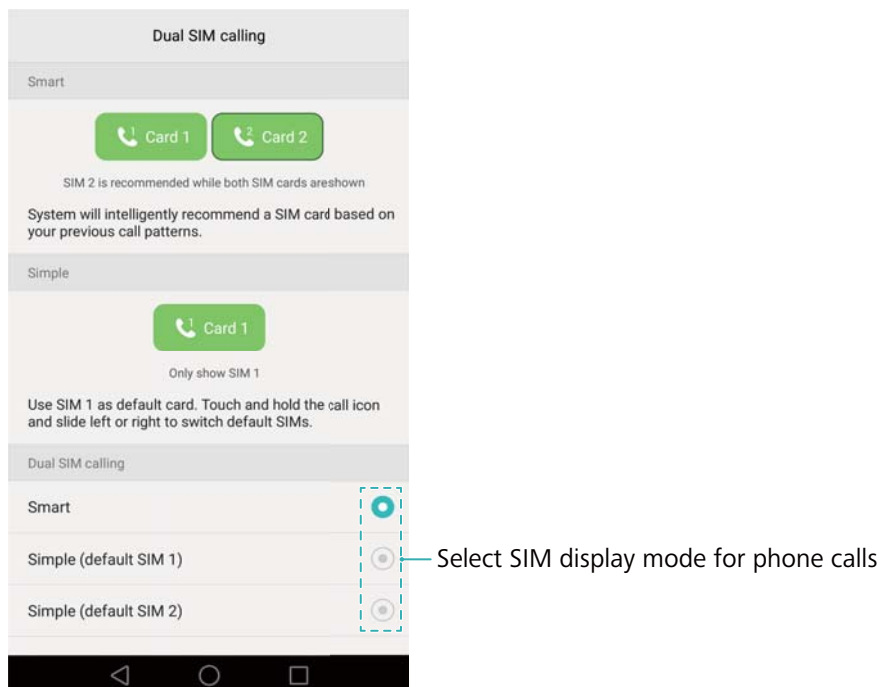 Dual SIM calling
Smart
1 Card 1 2 Card 2
SIM 2 is recommended while both SIM cards areshown
System will intelligently recommend a SIM card based on
your previous call patterns.
Simple
1 Card 1
Only show SIM 1
Use SIM 1 as default card. Touch and hold the call icon
and slide left or right to switch default SIMs.
Dual SIM calling
Smart
Simple (default SIM 1)
Select SIM display mode for phone calls
Simple (default SIM 2)